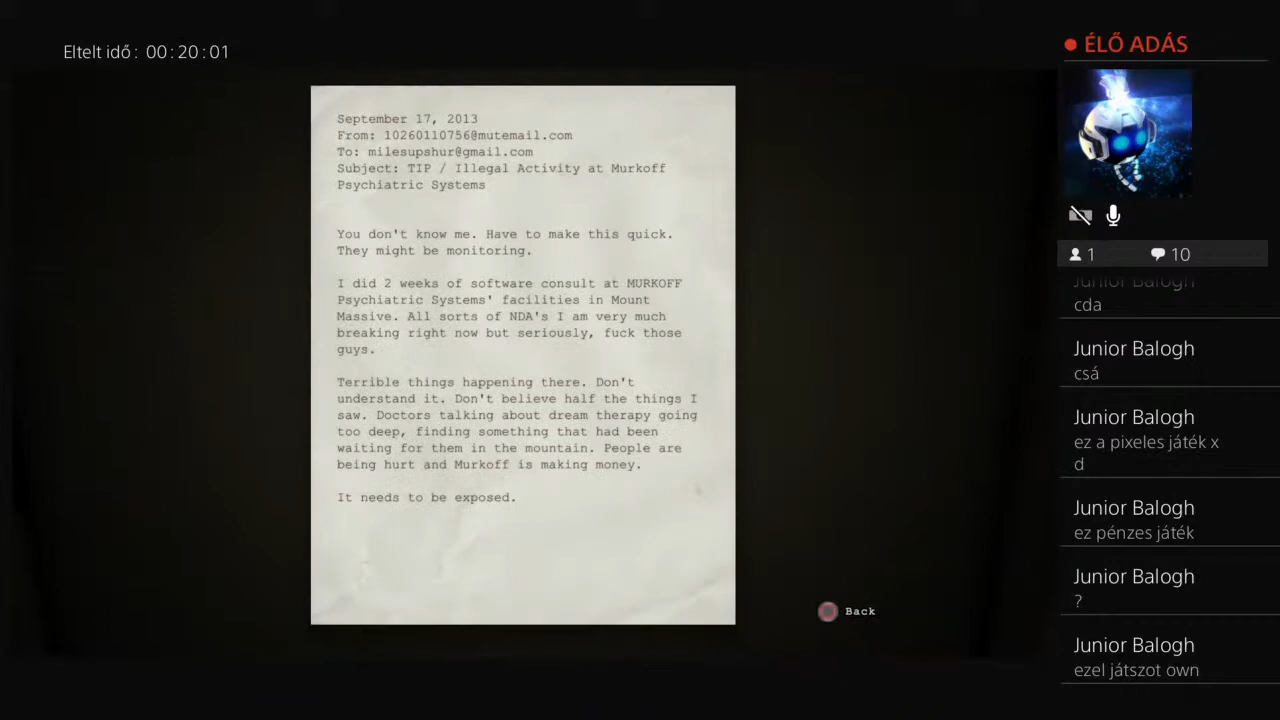 Eltelt idő: 00:20:01
September 17, 2013
From: 10260110756@mutemail.com
To: milesupshur@gmail.com
Subject: TIP / Illegal Activity at Murkoff
Psychiatric Systems
You don't know me. Have to make this quick.
They might be monitoring.
I did 2 weeks of software consult at MURKOFF
Psychiatric Systems' facilities in Mount
Massive. All sorts of NDA's I am very much
breaking right now but seriously, fuck those
guys.
Terrible things happening there. Don't
understand it. Don't believe half the things I
saw. Doctors talking about dream therapy going
too deep, finding something that had been
waiting for them in the mountain. People are
being hurt and Murkoff is making money.
It needs to be exposed.
Back
ÉLŐ ADÁS
1
10
Junior Balogh
cda
Junior Balogh
csá
Junior Balogh
ez a pixeles játék x
d
Junior Balogh
ez pénzes játék
Junior Balogh
?
Junior Balogh
ezel játszot own